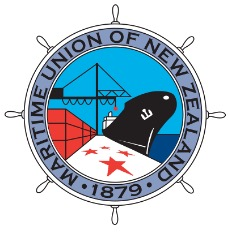 MARITIME UNION OF NEW ZEALAND
• 1879 •